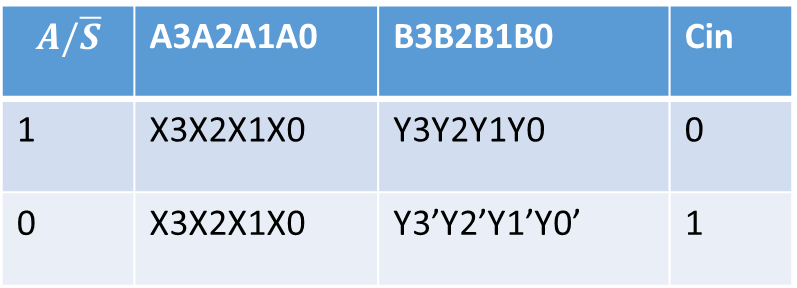 A/S̅ A3A2A1A0 B3B2B1B0 Cin
1 X3X2X1X0 Y3Y2Y1Y0 0
0 X3X2X1X0 Y3’Y2’Y1’Y0’ 1